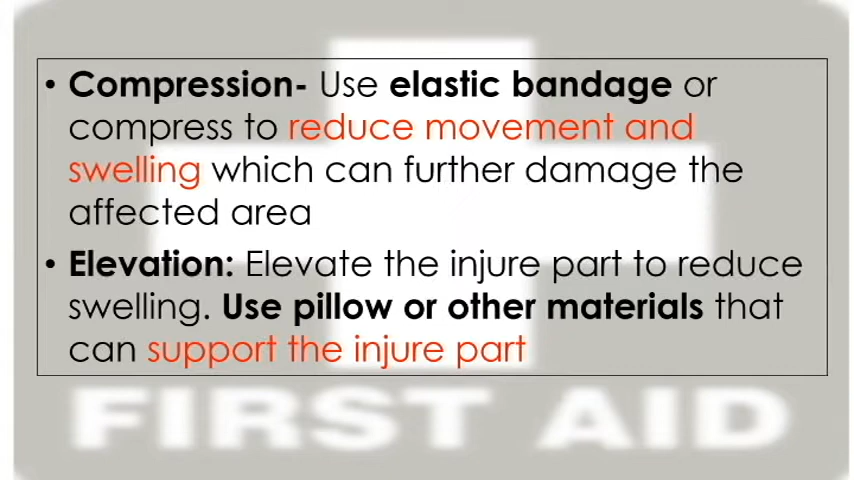 • Compression- Use elastic bandage or
compress to reduce movement and
swelling which can further damage the
affected area
• Elevation: Elevate the injure part to reduce
swelling. Use pillow or other materials that
can support the injure part
FIRST AID